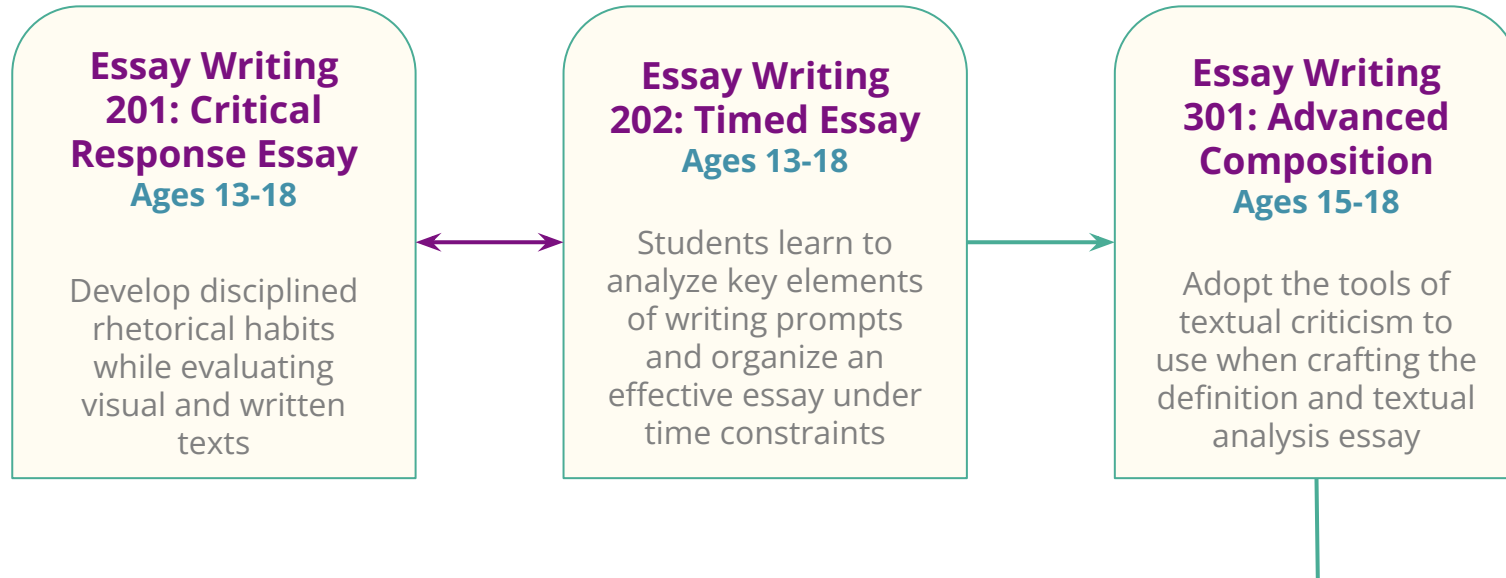 Essay Writing
201: Critical
Response Essay
Ages 13-18
Develop disciplined
rhetorical habits
while evaluating
visual and written
texts
Essay Writing
202: Timed Essay
Ages 13-18
Students learn to
analyze key elements
of writing prompts
and organize an
effective essay under
time constraints
Essay Writing
301: Advanced
Composition
Ages 15-18
Adopt the tools of
textual criticism to
use when crafting the
definition and textual
analysis essay